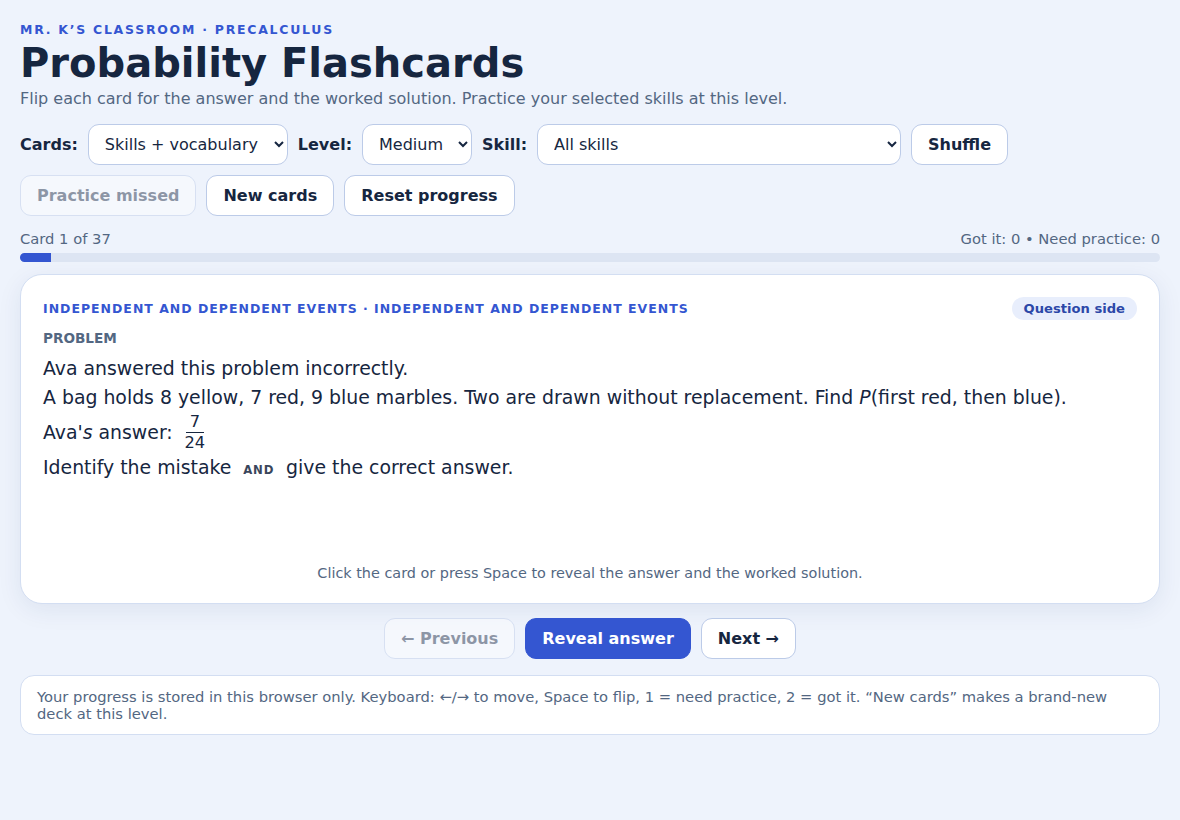 MR. K’S CLASSROOM · PRECALCULUS
Probability Flashcards
Flip each card for the answer and the worked solution. Practice your selected skills at this level.
Cards: Skills + vocabulary Level: Medium Skill: All skills Shuffle
Practice missed New cards Reset progress
Card 1 of 37 Got it: 0 • Need practice: 0
INDEPENDENT AND DEPENDENT EVENTS · INDEPENDENT AND DEPENDENT EVENTS Question side
PROBLEM
Ava answered this problem incorrectly.
A bag holds 8 yellow, 7 red, 9 blue marbles. Two are drawn without replacement. Find P(first red, then blue).
Ava's answer: 7/24
Identify the mistake AND give the correct answer.
Click the card or press Space to reveal the answer and the worked solution.
← Previous Reveal answer Next →
Your progress is stored in this browser only. Keyboard: ←/→ to move, Space to flip, 1 = need practice, 2 = got it. “New cards” makes a brand-new
deck at this level.